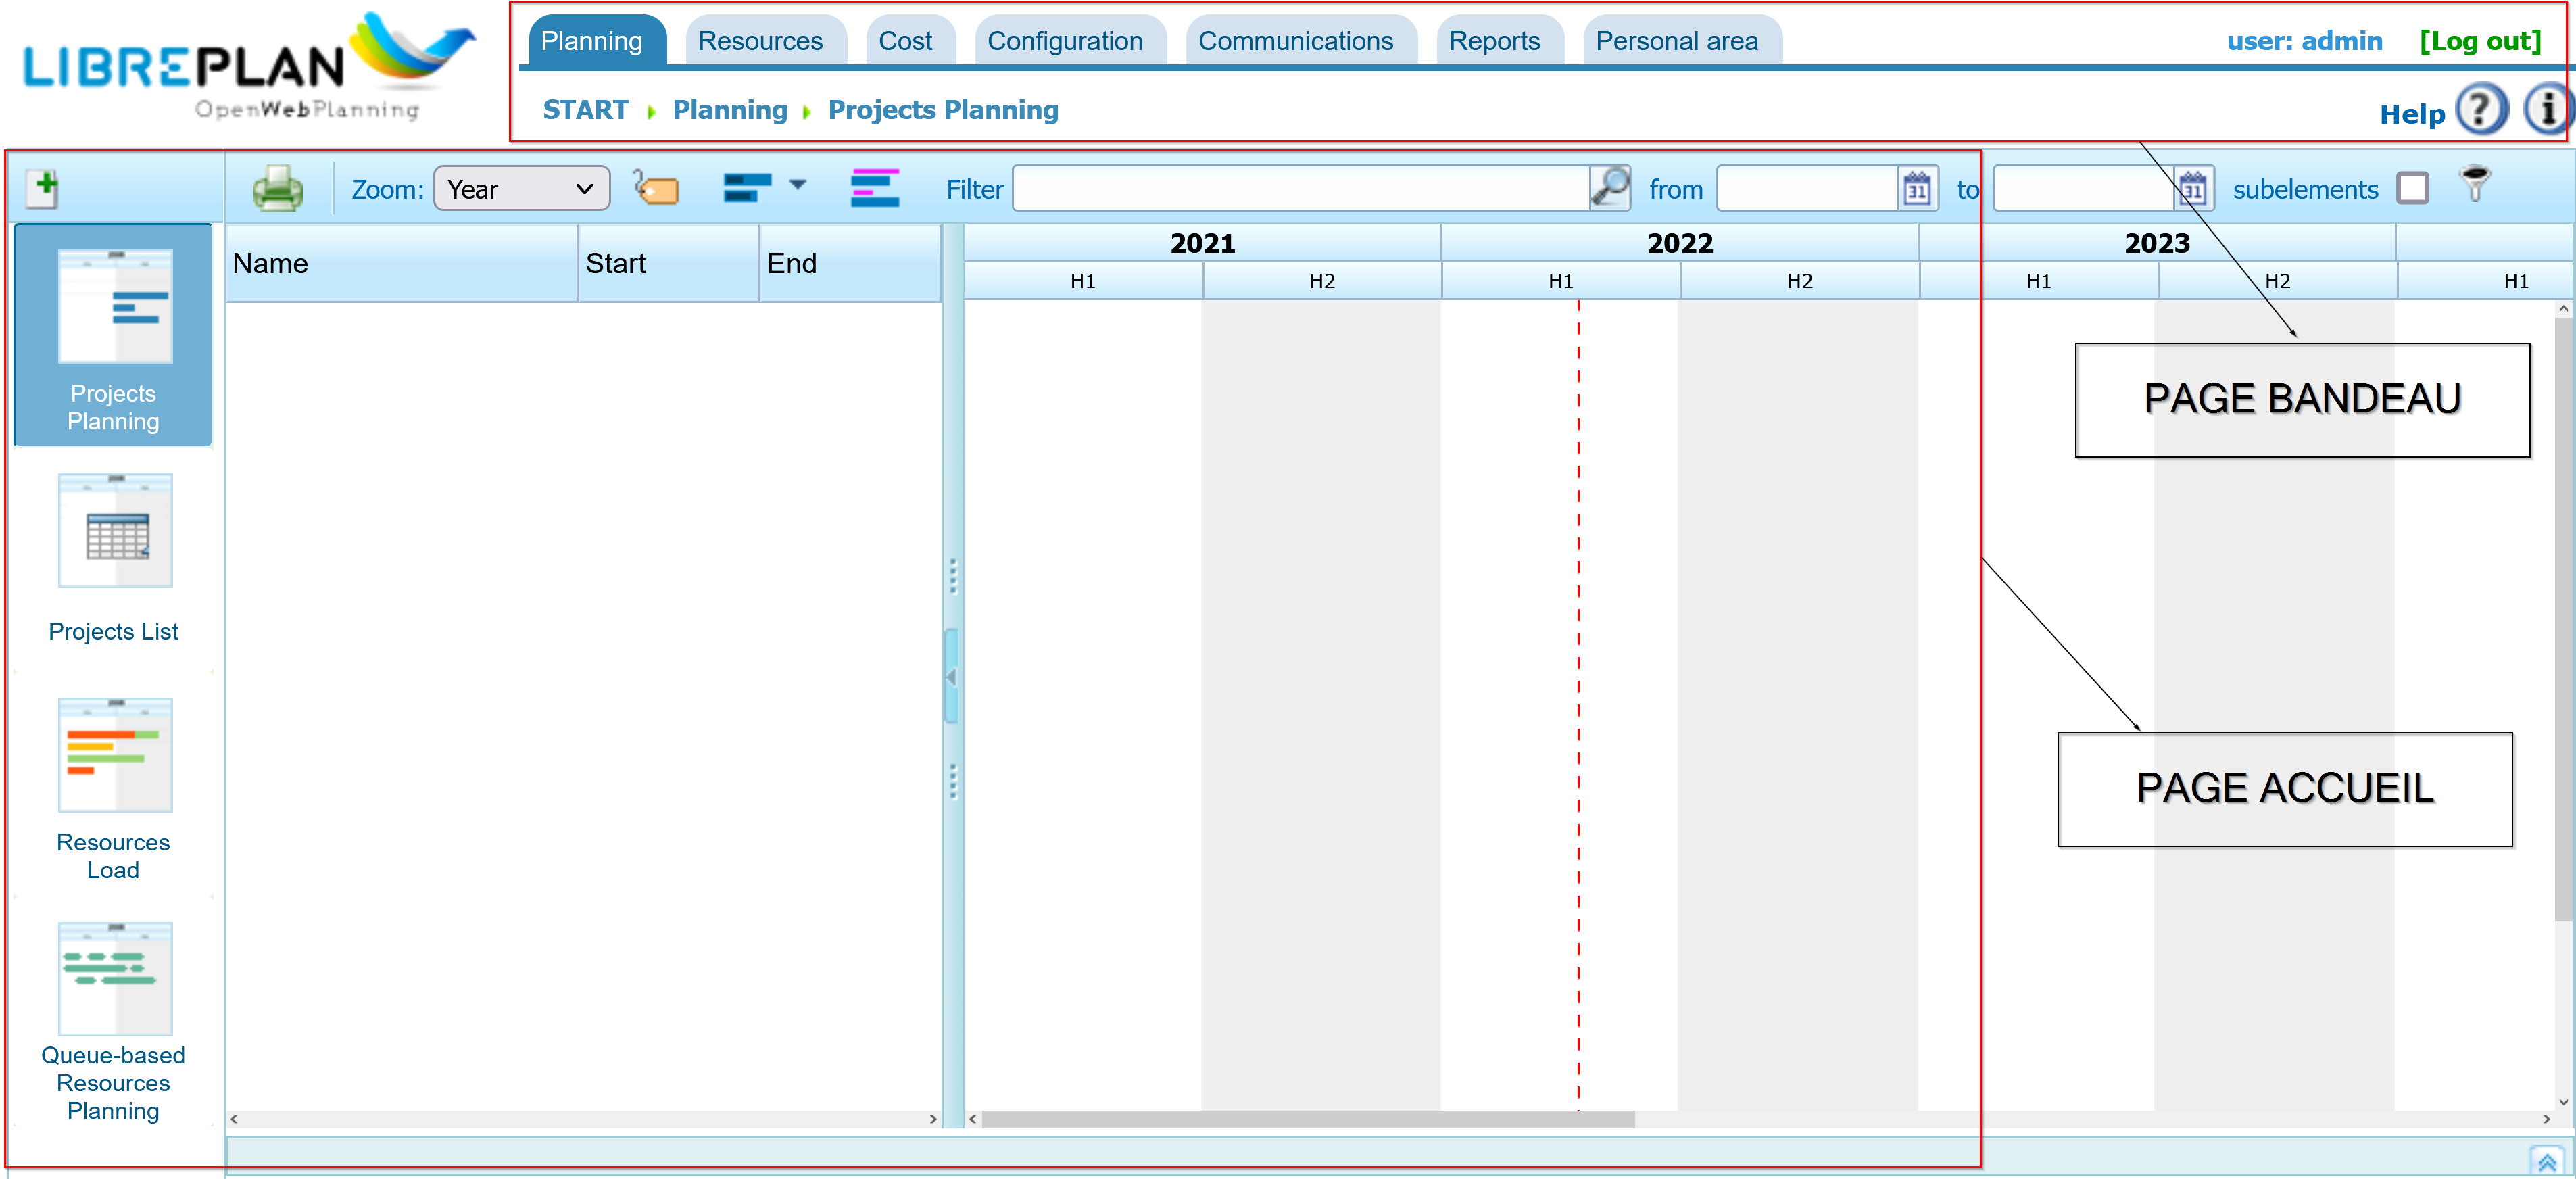 Planning Resources Cost Configuration Communications Reports Personal area user: admin [Log out]
LIBREPLAN
OpenWebPlanning
START Planning Projects Planning Help ? i
Zoom: Year Filter from 31 to 31 subelements
Name Start End
2021 2022 2023
H1 H2 H1 H2 H1 H2 H1
Projects
Planning
PAGE BANDEAU
Projects List
PAGE ACCUEIL
Resources
Load
Queue-based
Resources
Planning